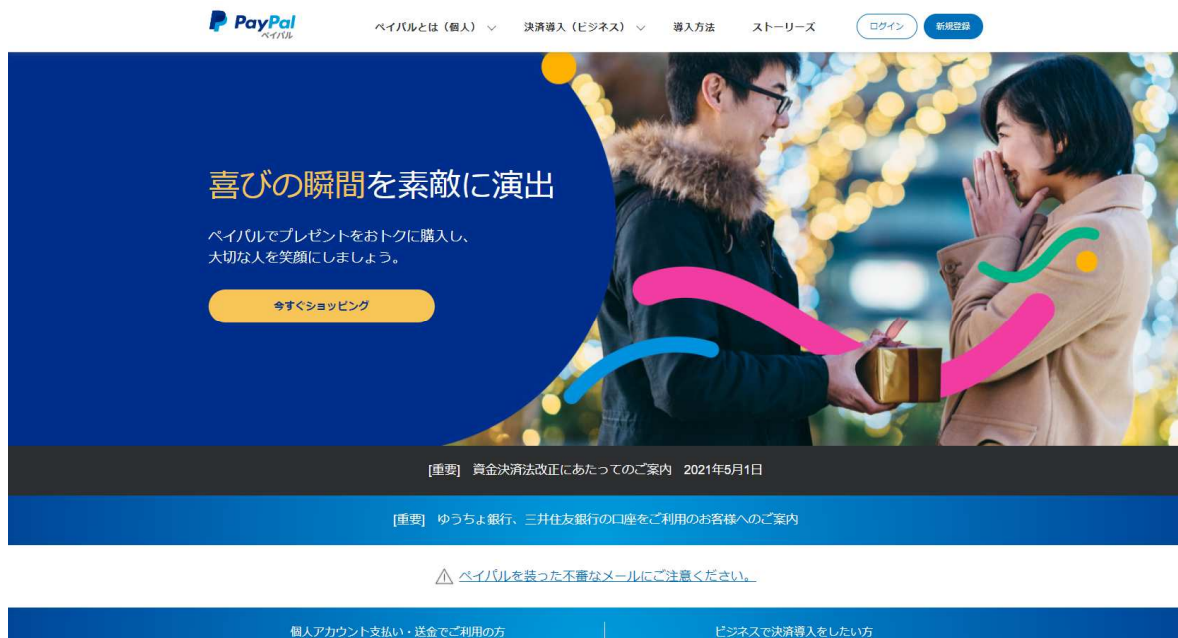 PayPal
ペイパル
ペイパルとは（個人）
決済導入（ビジネス）
導入方法
ストーリーズ
ログイン
新規登録
喜びの瞬間を素敵に演出
ペイパルでプレゼントをおトクに購入し、
大切な人を笑顔にしましょう。
今すぐショッピング
[重要] 資金決済法改正にあたってのご案内 2021年5月1日
[重要] ゆうちょ銀行、三井住友銀行の口座をご利用のお客様へのご案内
ペイパルを装った不審なメールにご注意ください。
個人アカウント支払い・送金でご利用の方
ビジネスで決済導入をしたい方